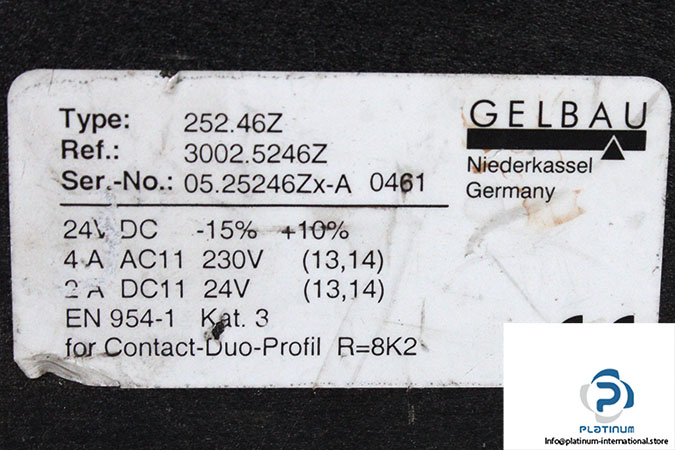 Type: 252.46Z
Ref.: 3002.5246Z
Ser.-No.: 05.25246Zx-A 0461
GELBAU
Niederkassel
Germany
24V DC -15% +10%
4 A AC11 230V (13,14)
2 A DC11 24V (13,14)
EN 954-1 Kat. 3
for Contact-Duo-Profil R=8K2
PLATINUM
Info@platinum-international.store